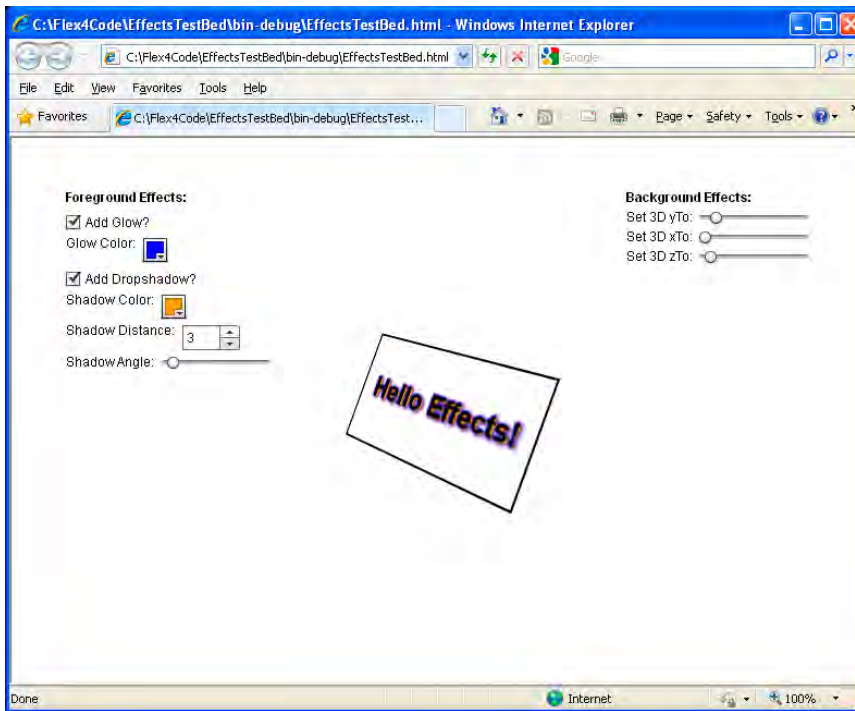 C:\Flex4Code\EffectsTestBed\bin-debug\EffectsTestBed.html - Windows Internet Explorer
C:\Flex4Code\EffectsTestBed\bin-debug\EffectsTestBed.html
Google
File Edit View Favorites Tools Help
Favorites
C:\Flex4Code\EffectsTestBed\bin-debug\EffectsTest...
Page Safety Tools
Foreground Effects:
Add Glow?
Glow Color:
Add Dropshadow?
Shadow Color:
Shadow Distance: 3
Shadow Angle:
Background Effects:
Set 3D yTo:
Set 3D xTo:
Set 3D zTo:
Hello Effects!
Done
Internet
100%